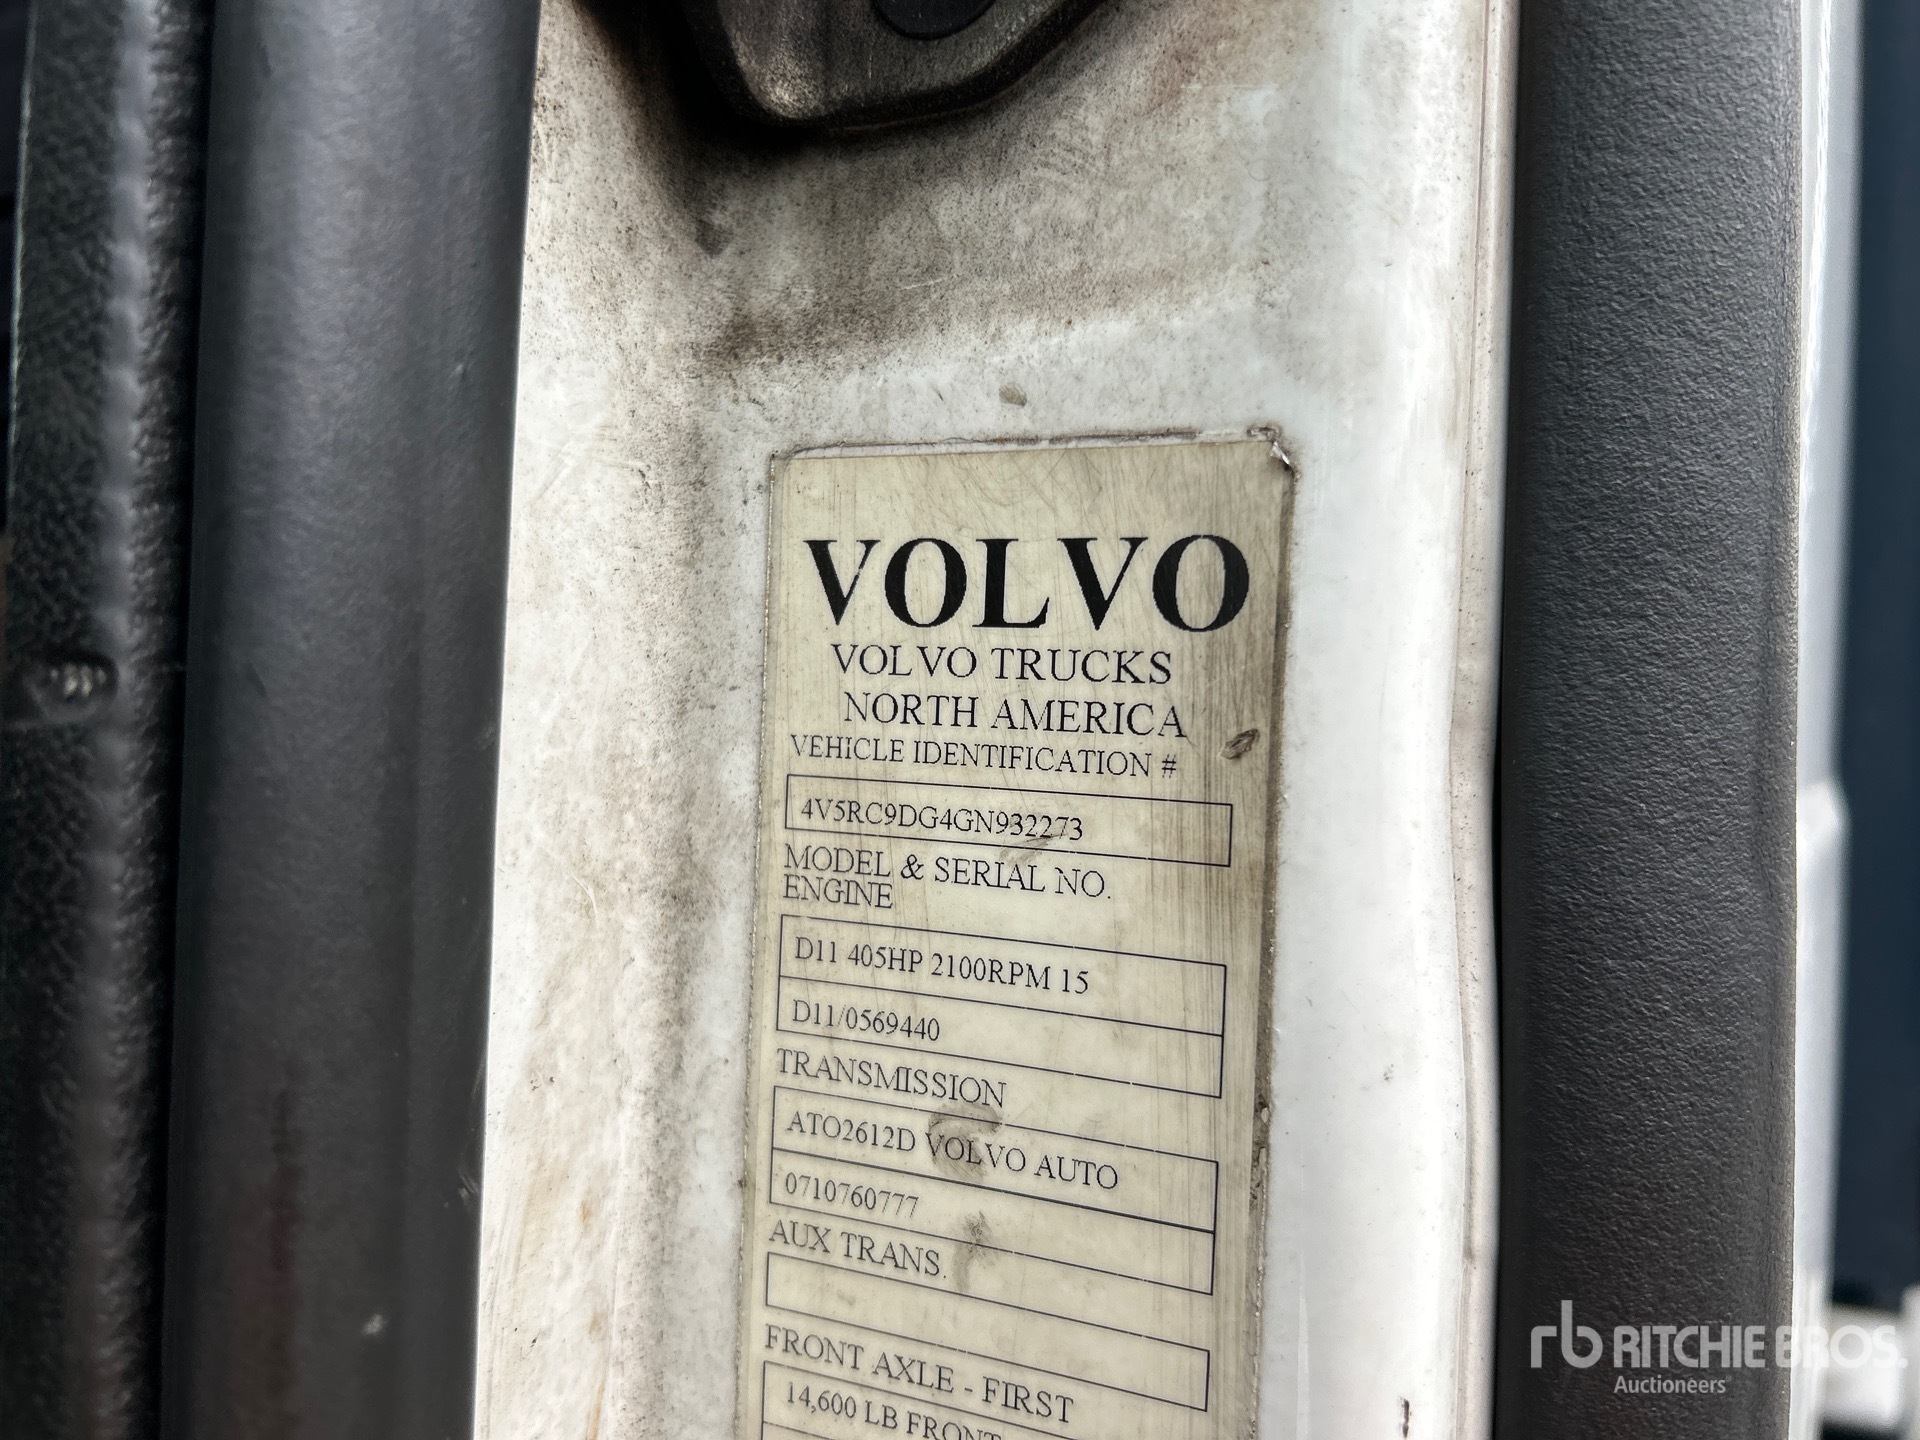 VOLVO
VOLVO TRUCKS
NORTH AMERICA
VEHICLE IDENTIFICATION #
4V5RC9DG4GN932273
MODEL & SERIAL NO.
ENGINE
D11 405HP 2100RPM 15
D11/0569440
TRANSMISSION
ATO2612D VOLVO AUTO
0710760777
AUX TRANS.
FRONT AXLE - FIRST
14,600 LB FRONT
rb RITCHIE BROS.
Auctioneers